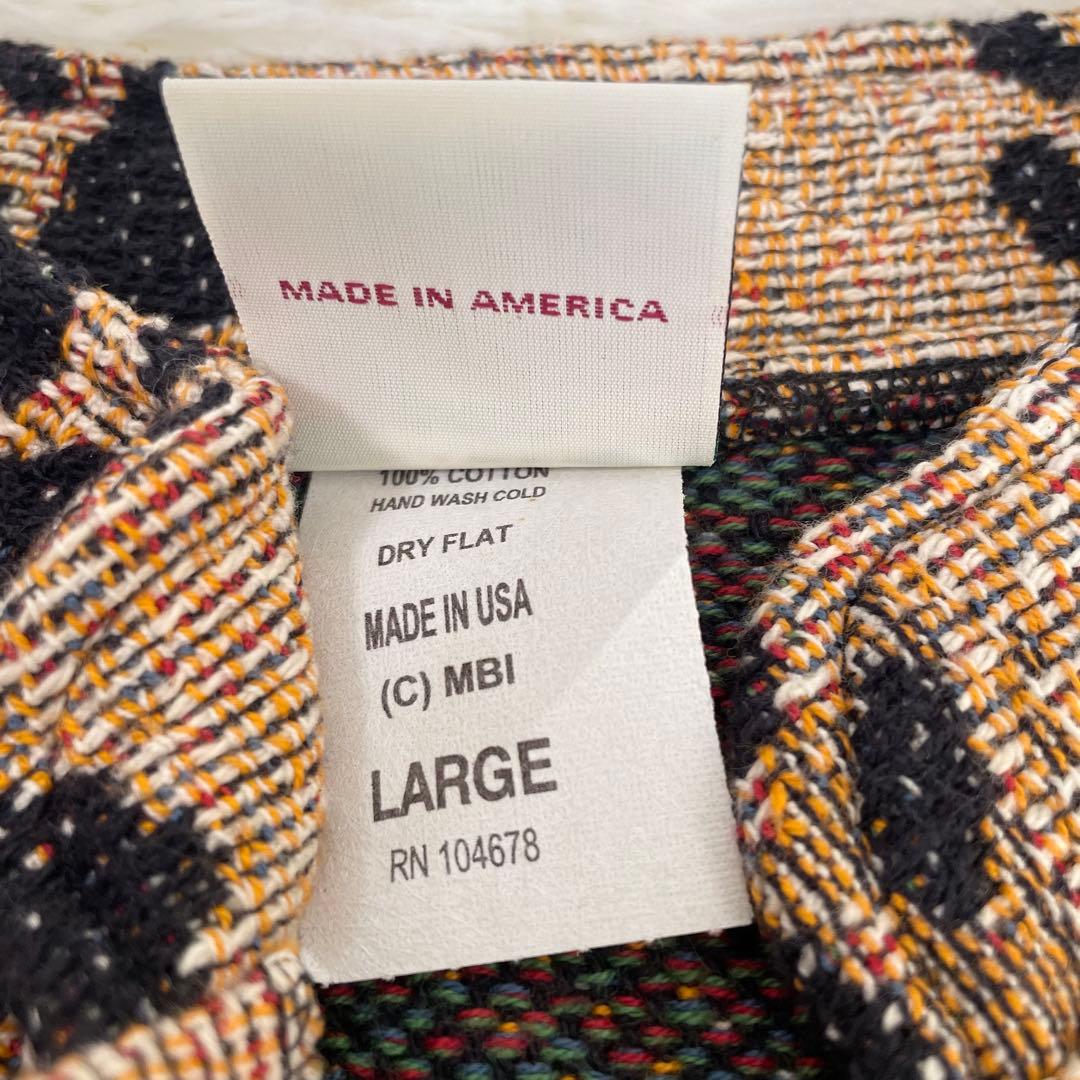 MADE IN AMERICA
100% COTTON
HAND WASH COLD
DRY FLAT
MADE IN USA
(C) MBI
LARGE
RN 104678